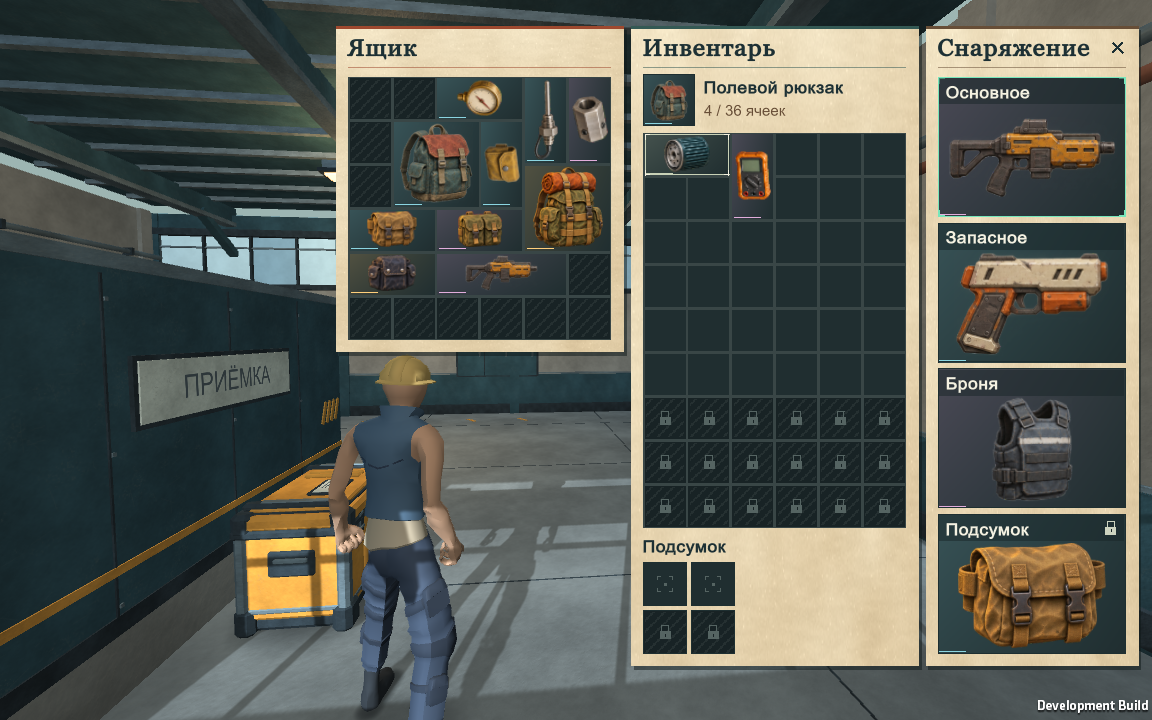 Ящик
Инвентарь
Полевой рюкзак
4 / 36 ячеек
Подсумок
Снаряжение
Основное
Запасное
Броня
Подсумок
ПРИЁМКА
Development Build